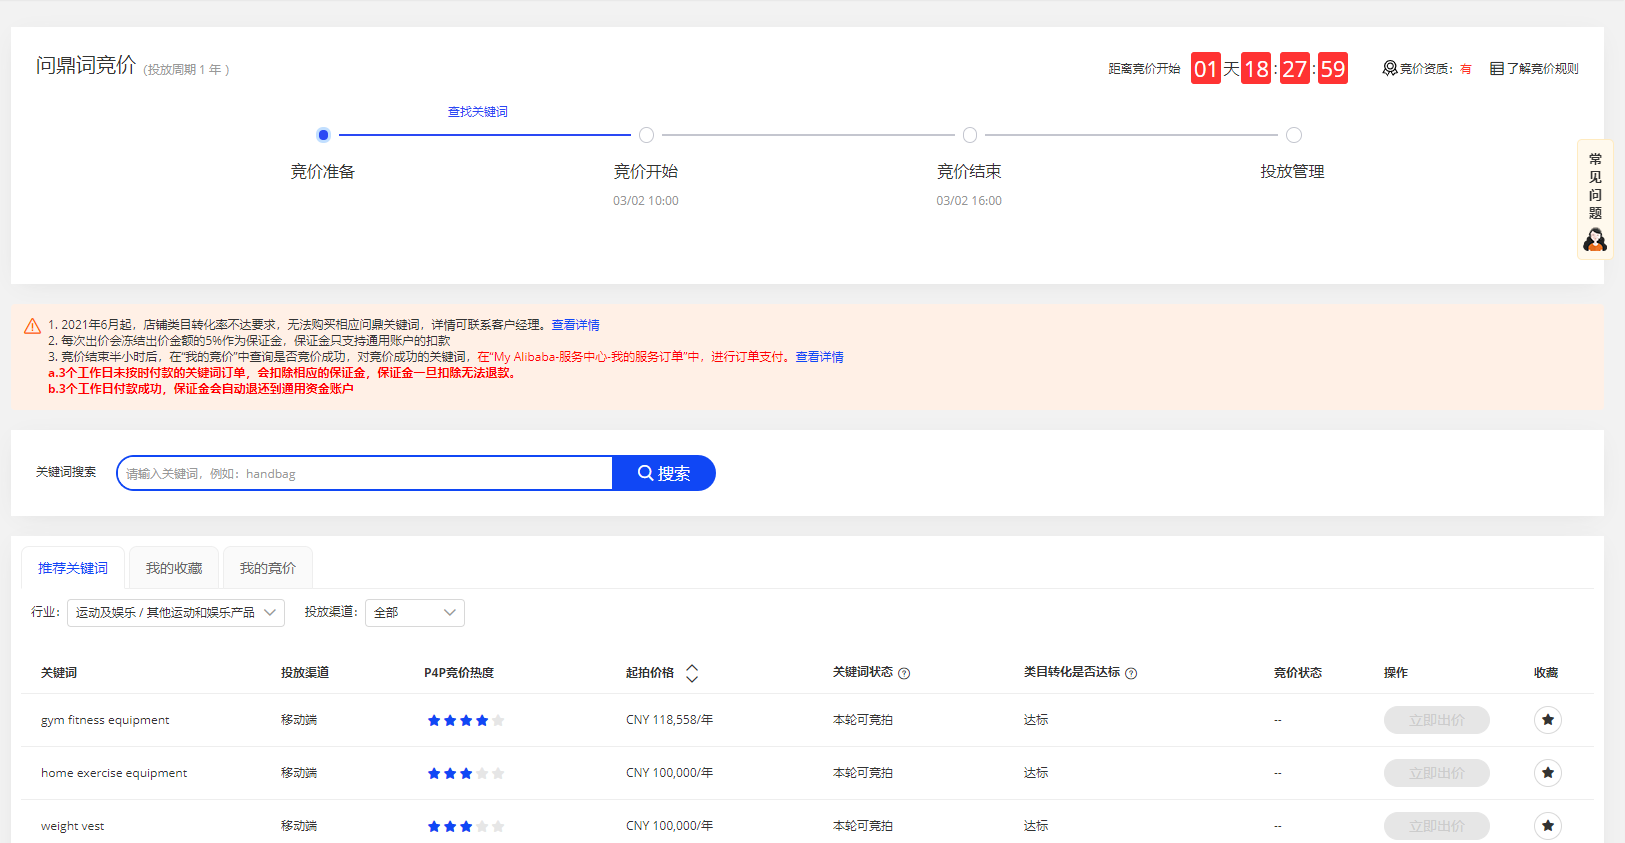 问鼎词竞价 (投放周期 1 年 )
距离竞价开始 01 天 18 : 27 : 59 竞价资质：有 了解竞价规则
查找关键词
竞价准备 竞价开始 竞价结束 投放管理
03/02 10:00 03/02 16:00
常见问题
1. 2021年6月起，店铺类目转化率不达要求，无法购买相应问鼎关键词，详情可联系客户经理。查看详情
2. 每次出价会冻结出价金额的5%作为保证金，保证金只支持通用账户的扣款
3. 竞价结束半小时后，在“我的竞价”中查询是否竞价成功，对竞价成功的关键词，在“My Alibaba-服务中心-我的服务订单”中，进行订单支付。查看详情
a.3个工作日未按时付款的关键词订单，会扣除相应的保证金，保证金一旦扣除无法退款。
b.3个工作日付款成功，保证金会自动退还到通用资金账户
关键词搜索 请输入关键词，例如：handbag 搜索
推荐关键词 我的收藏 我的竞价
行业： 运动及娱乐 / 其他运动和娱乐产品 投放渠道： 全部
关键词 投放渠道 P4P竞价热度 起拍价格 关键词状态 类目转化是否达标 竞价状态 操作 收藏
gym fitness equipment 移动端 CNY 118,558/年 本轮可竞拍 达标 -- 立即出价
home exercise equipment 移动端 CNY 100,000/年 本轮可竞拍 达标 -- 立即出价
weight vest 移动端 CNY 100,000/年 本轮可竞拍 达标 -- 立即出价